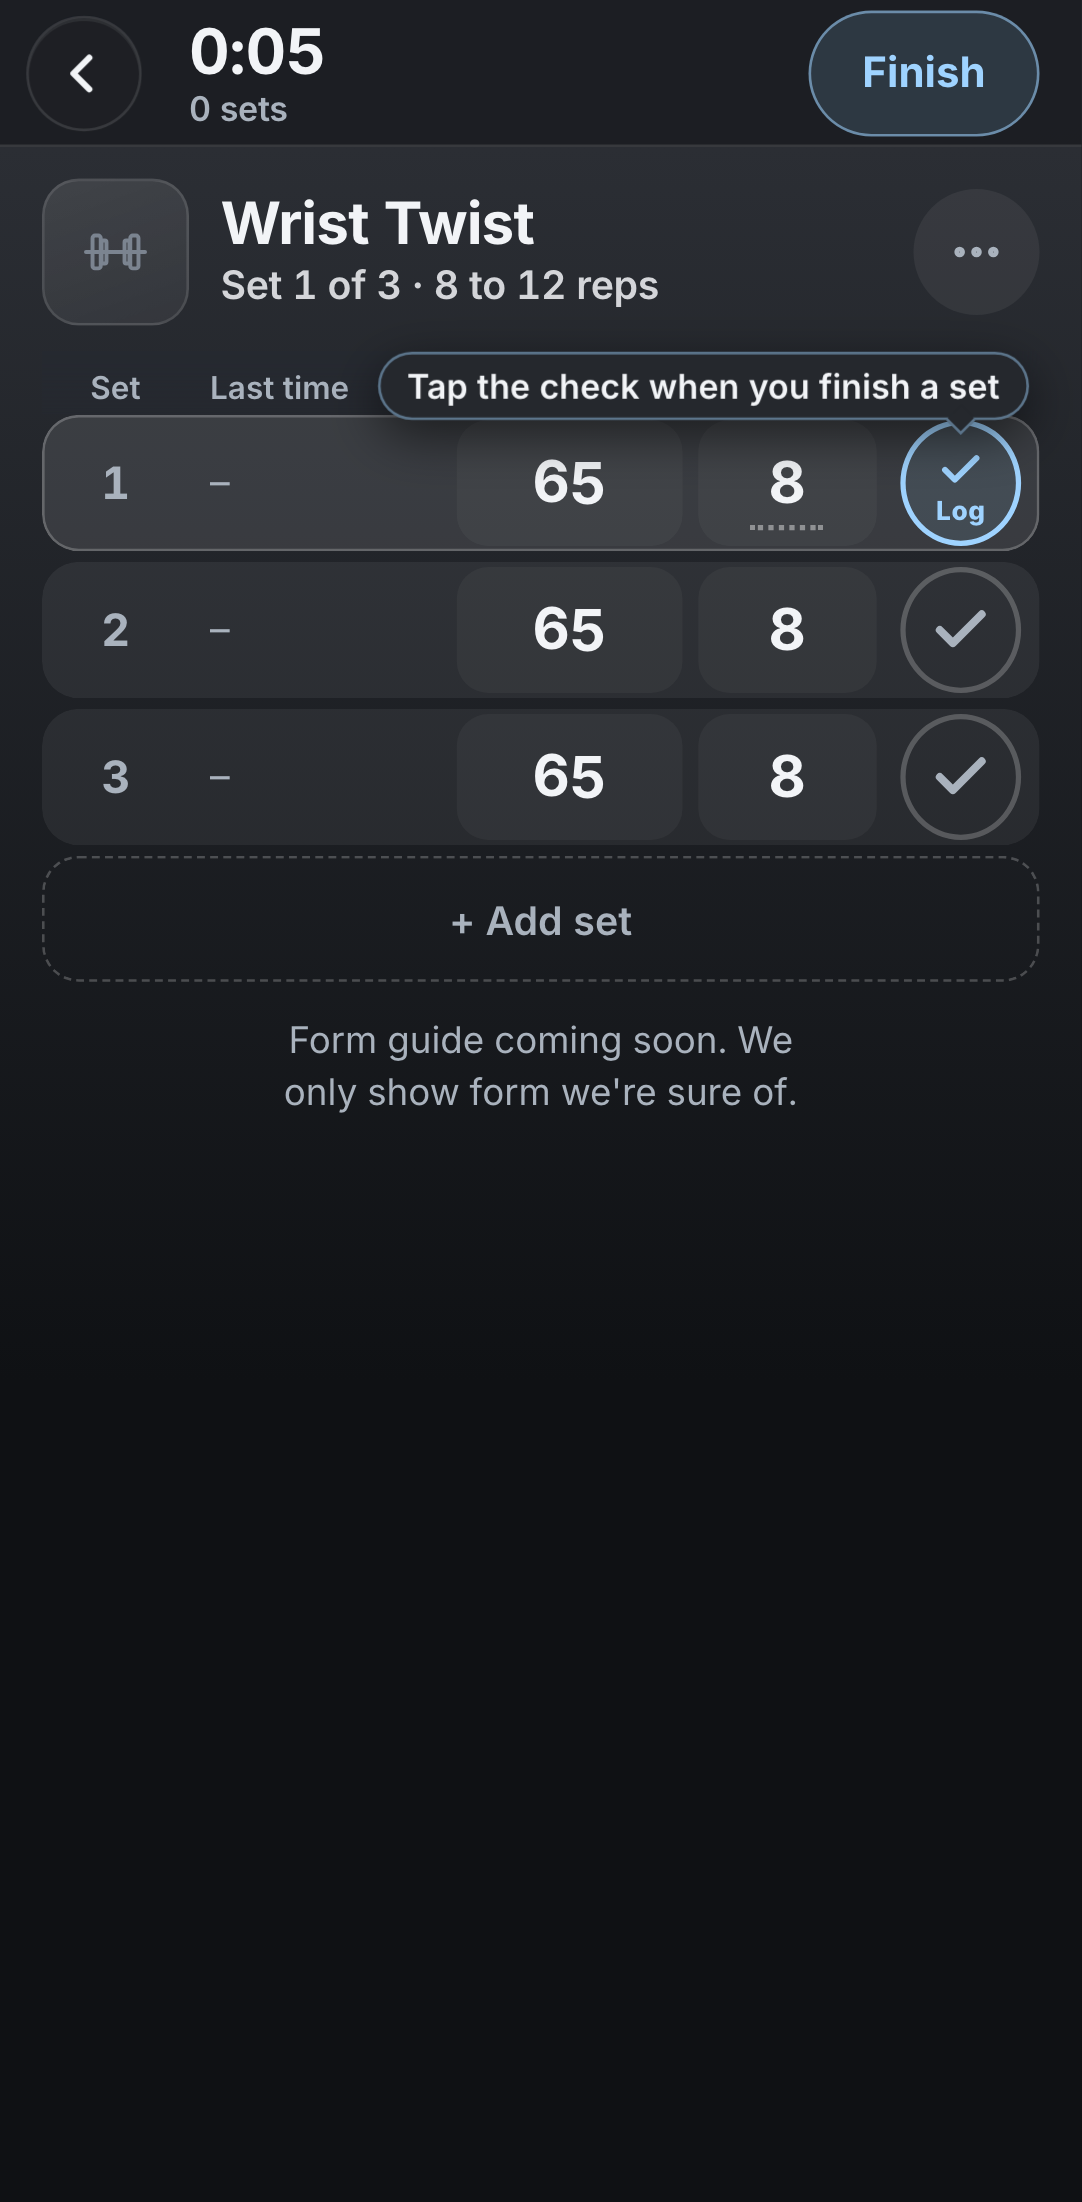 0:05
0 sets
Finish
Wrist Twist
Set 1 of 3 · 8 to 12 reps
Set Last time Tap the check when you finish a set
1 – 65 8 Log
2 – 65 8
3 – 65 8
+ Add set
Form guide coming soon. We
only show form we're sure of.